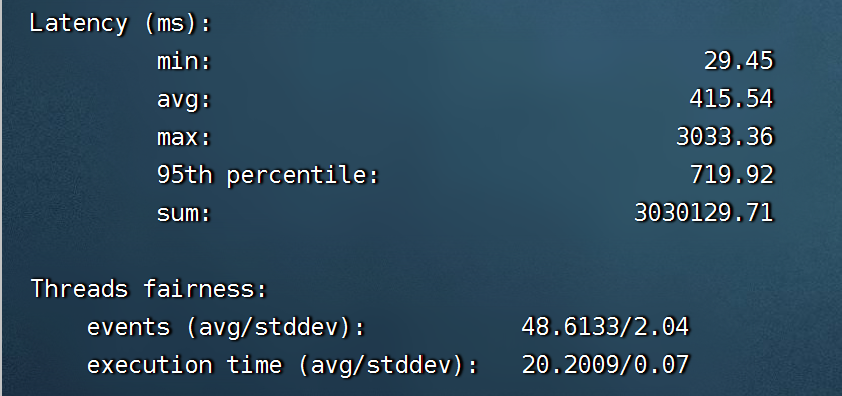 Latency (ms):
min: 29.45
avg: 415.54
max: 3033.36
95th percentile: 719.92
sum: 3030129.71
Threads fairness:
events (avg/stddev): 48.6133/2.04
execution time (avg/stddev): 20.2009/0.07